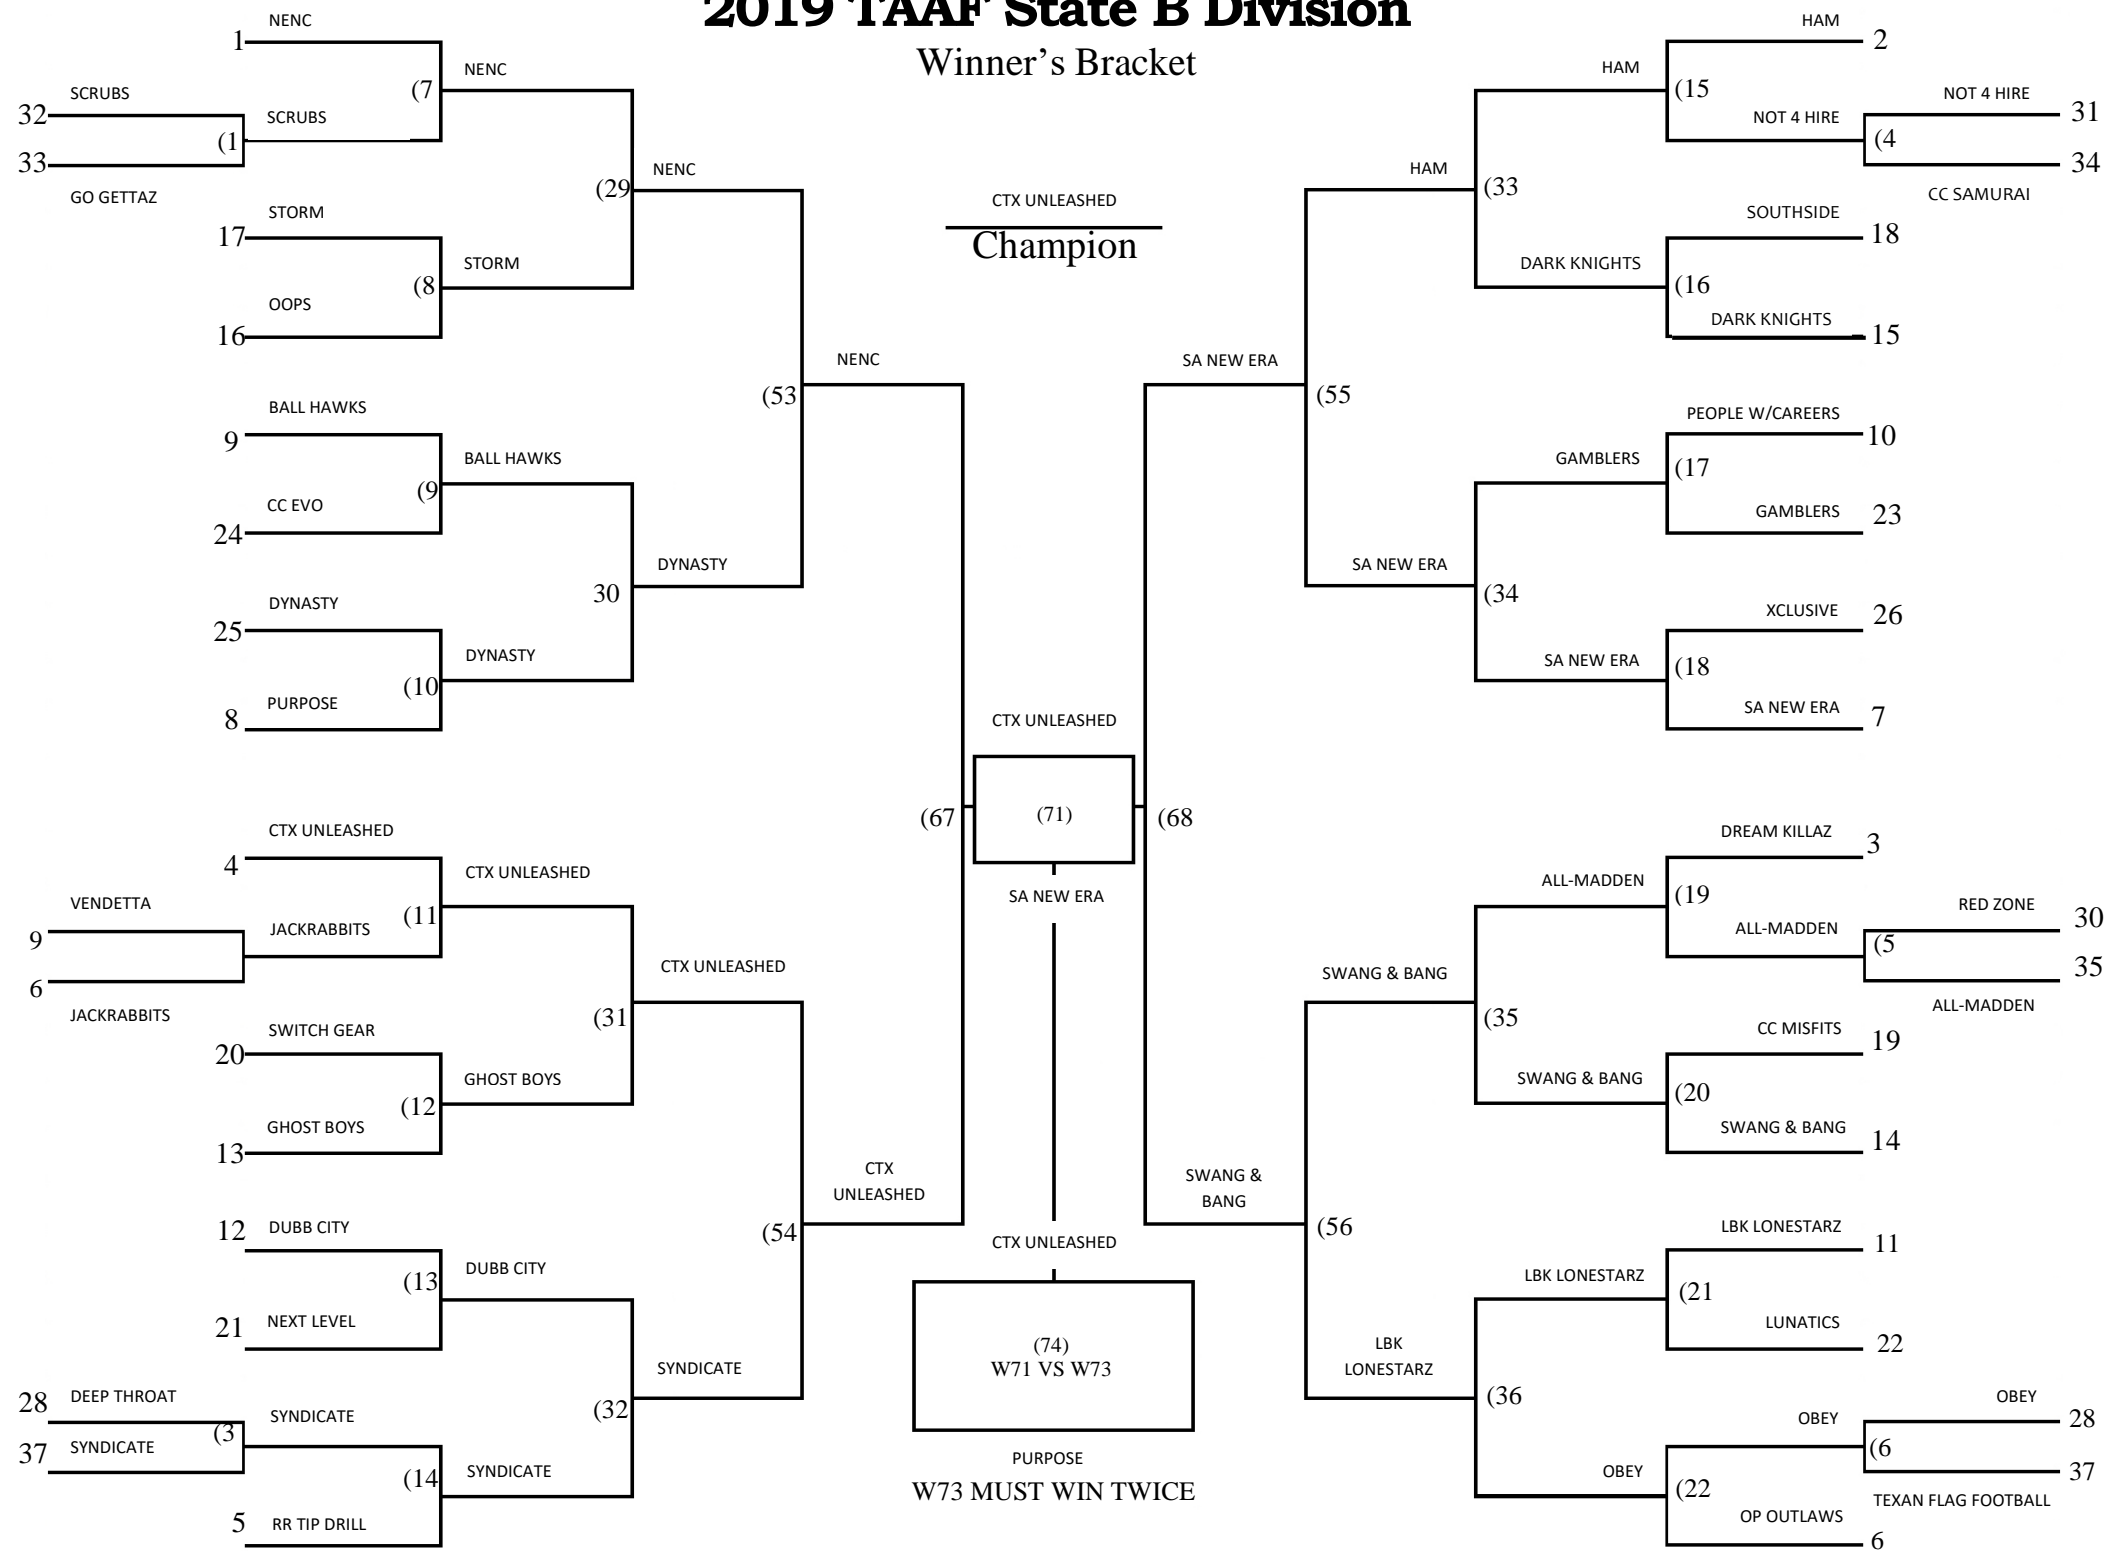 2019 TAAF State B Division
Winner's Bracket
NENC
1
SCRUBS
32
(1
33
GO GETTAZ
SCRUBS
(7
NENC
STORM
17
(8
OOPS
16
STORM
(29
NENC
BALL HAWKS
9
(9
CC EVO
24
BALL HAWKS
30
DYNASTY
25
(10
PURPOSE
8
DYNASTY
DYNASTY
(53
NENC
CTX UNLEASHED
4
VENDETTA
9
6
JACKRABBITS
JACKRABBITS
(11
CTX UNLEASHED
SWITCH GEAR
20
(12
GHOST BOYS
13
GHOST BOYS
(31
CTX UNLEASHED
12
DUBB CITY
(13
21
NEXT LEVEL
DUBB CITY
28
DEEP THROAT
(3
37
SYNDICATE
SYNDICATE
(14
5
RR TIP DRILL
SYNDICATE
(32
SYNDICATE
(54
CTX
UNLEASHED
(67
CTX UNLEASHED
Champion
CTX UNLEASHED
(71)
SA NEW ERA
CTX UNLEASHED
(74)
W71 VS W73
PURPOSE
W73 MUST WIN TWICE
(68
SA NEW ERA
(55
HAM
(33
HAM
(15
HAM
2
NOT 4 HIRE
(4
NOT 4 HIRE
31
34
CC SAMURAI
DARK KNIGHTS
(16
SOUTHSIDE
18
DARK KNIGHTS
15
SA NEW ERA
(34
GAMBLERS
(17
PEOPLE W/CAREERS
10
GAMBLERS
23
SA NEW ERA
(18
XCLUSIVE
26
SA NEW ERA
7
SWANG &
BANG
(56
SWANG & BANG
(35
ALL-MADDEN
(19
DREAM KILLAZ
3
ALL-MADDEN
(5
RED ZONE
30
35
ALL-MADDEN
SWANG & BANG
(20
CC MISFITS
19
SWANG & BANG
14
LBK
LONESTARZ
(36
LBK LONESTARZ
(21
LBK LONESTARZ
11
LUNATICS
22
OBEY
(22
OBEY
(6
OBEY
28
37
TEXAN FLAG FOOTBALL
OP OUTLAWS
6